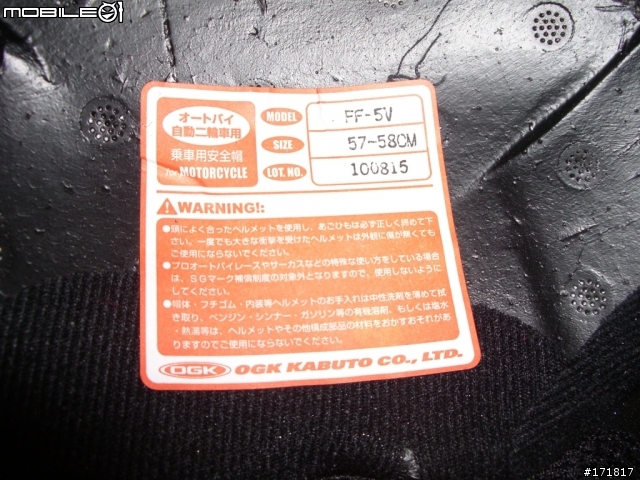 MOBILE01
オートバイ
自動二輪車用
乗車用安全帽
for MOTORCYCLE
MODEL FF-5V
SIZE 57-58CM
LOT. NO. 100815
WARNING!:
●頭によく合ったヘルメットを使用し、あごひもは必ず正しく締めて下
さい。一度でも大きな衝撃を受けたヘルメットは外観に傷が無くても
ご使用にならないでください。
●プロオートバイレースやサーカスなどの特殊な使い方をしている場合
は、SGマーク補償制度の対象外となりますので、使用しないように
してください。
●帽体・フチゴム・内装等ヘルメットのお手入れは中性洗剤を薄めて拭
き取り、ベンジン・シンナー・ガソリン等の有機溶剤、もしくは塩水
・熱湯等は、ヘルメットやその他構成部品の材料をおかすおそれがあ
りますのでご使用にならないでください。
OGK OGK KABUTO CO., LTD.
#171817